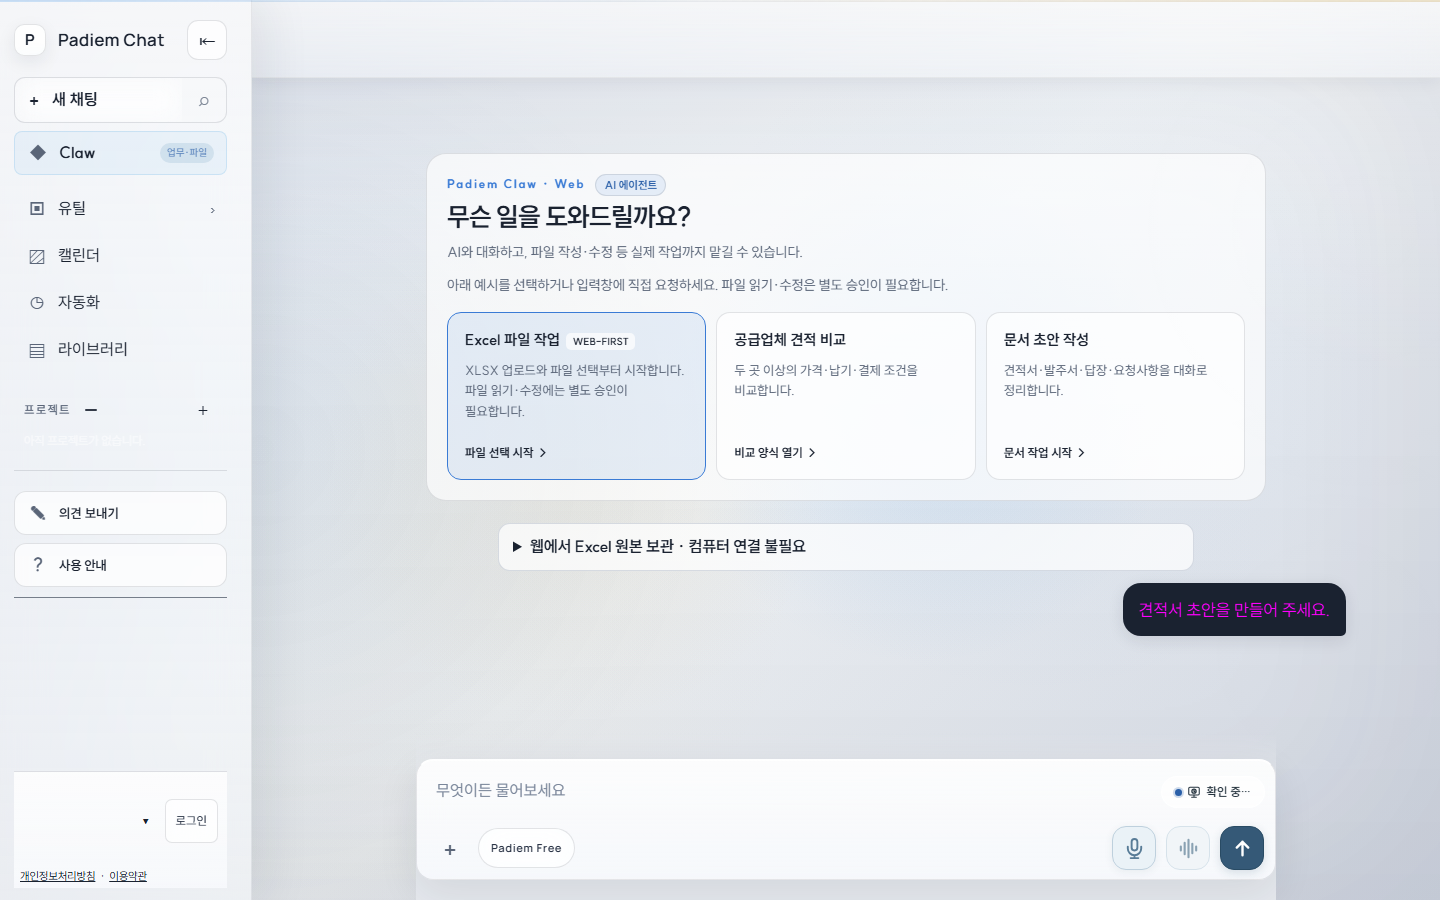 P Padiem Chat
+ 새 채팅
Claw 업무·파일
유틸
캘린더
자동화
라이브러리
프로젝트 +
아직 프로젝트가 없습니다.
의견 보내기
? 사용 안내
로그인
개인정보처리방침 · 이용약관
Padiem Claw · Web AI 에이전트
무슨 일을 도와드릴까요?
AI와 대화하고, 파일 작성·수정 등 실제 작업까지 맡길 수 있습니다.
아래 예시를 선택하거나 입력창에 직접 요청하세요. 파일 읽기·수정은 별도 승인이 필요합니다.
Excel 파일 작업 WEB-FIRST
XLSX 업로드와 파일 선택부터 시작합니다.
파일 읽기·수정에는 별도 승인이
필요합니다.
파일 선택 시작
공급업체 견적 비교
두 곳 이상의 가격·납기·결제 조건을
비교합니다.
비교 양식 열기
문서 초안 작성
견적서·발주서·답장·요청사항을 대화로
정리합니다.
문서 작업 시작
웹에서 Excel 원본 보관 · 컴퓨터 연결 불필요
견적서 초안을 만들어 주세요.
무엇이든 물어보세요
확인 중…
+ Padiem Free